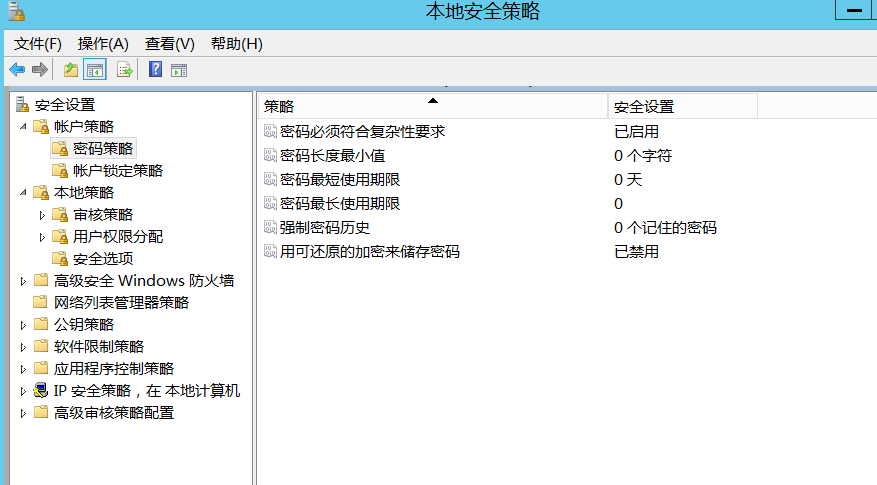 本地安全策略
文件(F) 操作(A) 查看(V) 帮助(H)
安全设置
帐户策略
密码策略
帐户锁定策略
本地策略
审核策略
用户权限分配
安全选项
高级安全 Windows 防火墙
网络列表管理器策略
公钥策略
软件限制策略
应用程序控制策略
IP 安全策略，在 本地计算机
高级审核策略配置
策略 安全设置
密码必须符合复杂性要求 已启用
密码长度最小值 0 个字符
密码最短使用期限 0 天
密码最长使用期限 0
强制密码历史 0 个记住的密码
用可还原的加密来储存密码 已禁用